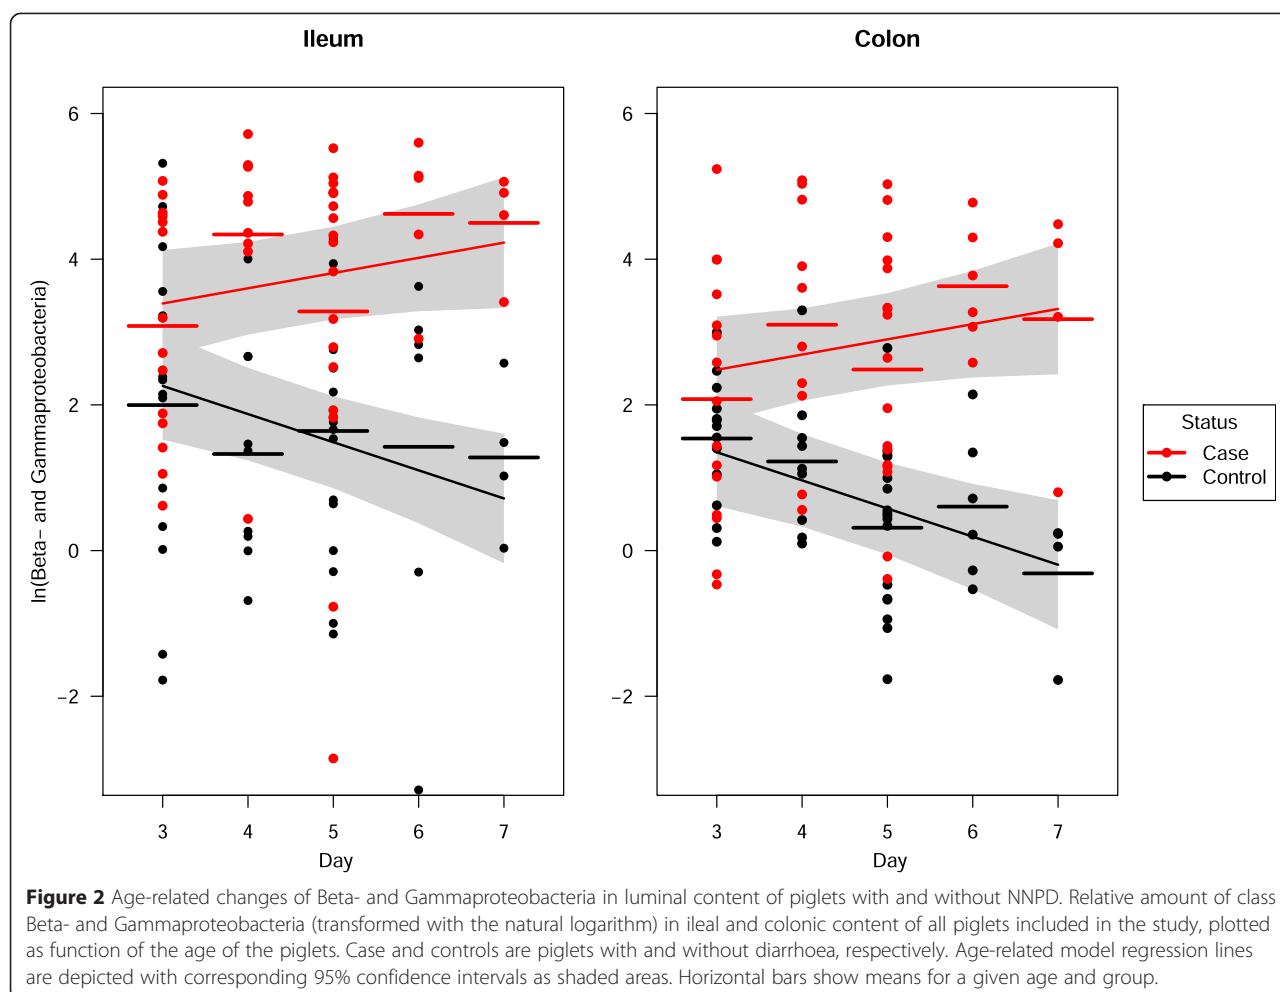 Ileum
Colon
6
4
2
0
−2
ln(Beta− and Gammaproteobacteria)
3 4 5 6 7
Day
6
4
2
0
−2
3 4 5 6 7
Day
Status
Case
Control
Figure 2 Age-related changes of Beta- and Gammaproteobacteria in luminal content of piglets with and without NNPD. Relative amount of class
Beta- and Gammaproteobacteria (transformed with the natural logarithm) in ileal and colonic content of all piglets included in the study, plotted
as function of the age of the piglets. Case and controls are piglets with and without diarrhoea, respectively. Age-related model regression lines
are depicted with corresponding 95% confidence intervals as shaded areas. Horizontal bars show means for a given age and group.